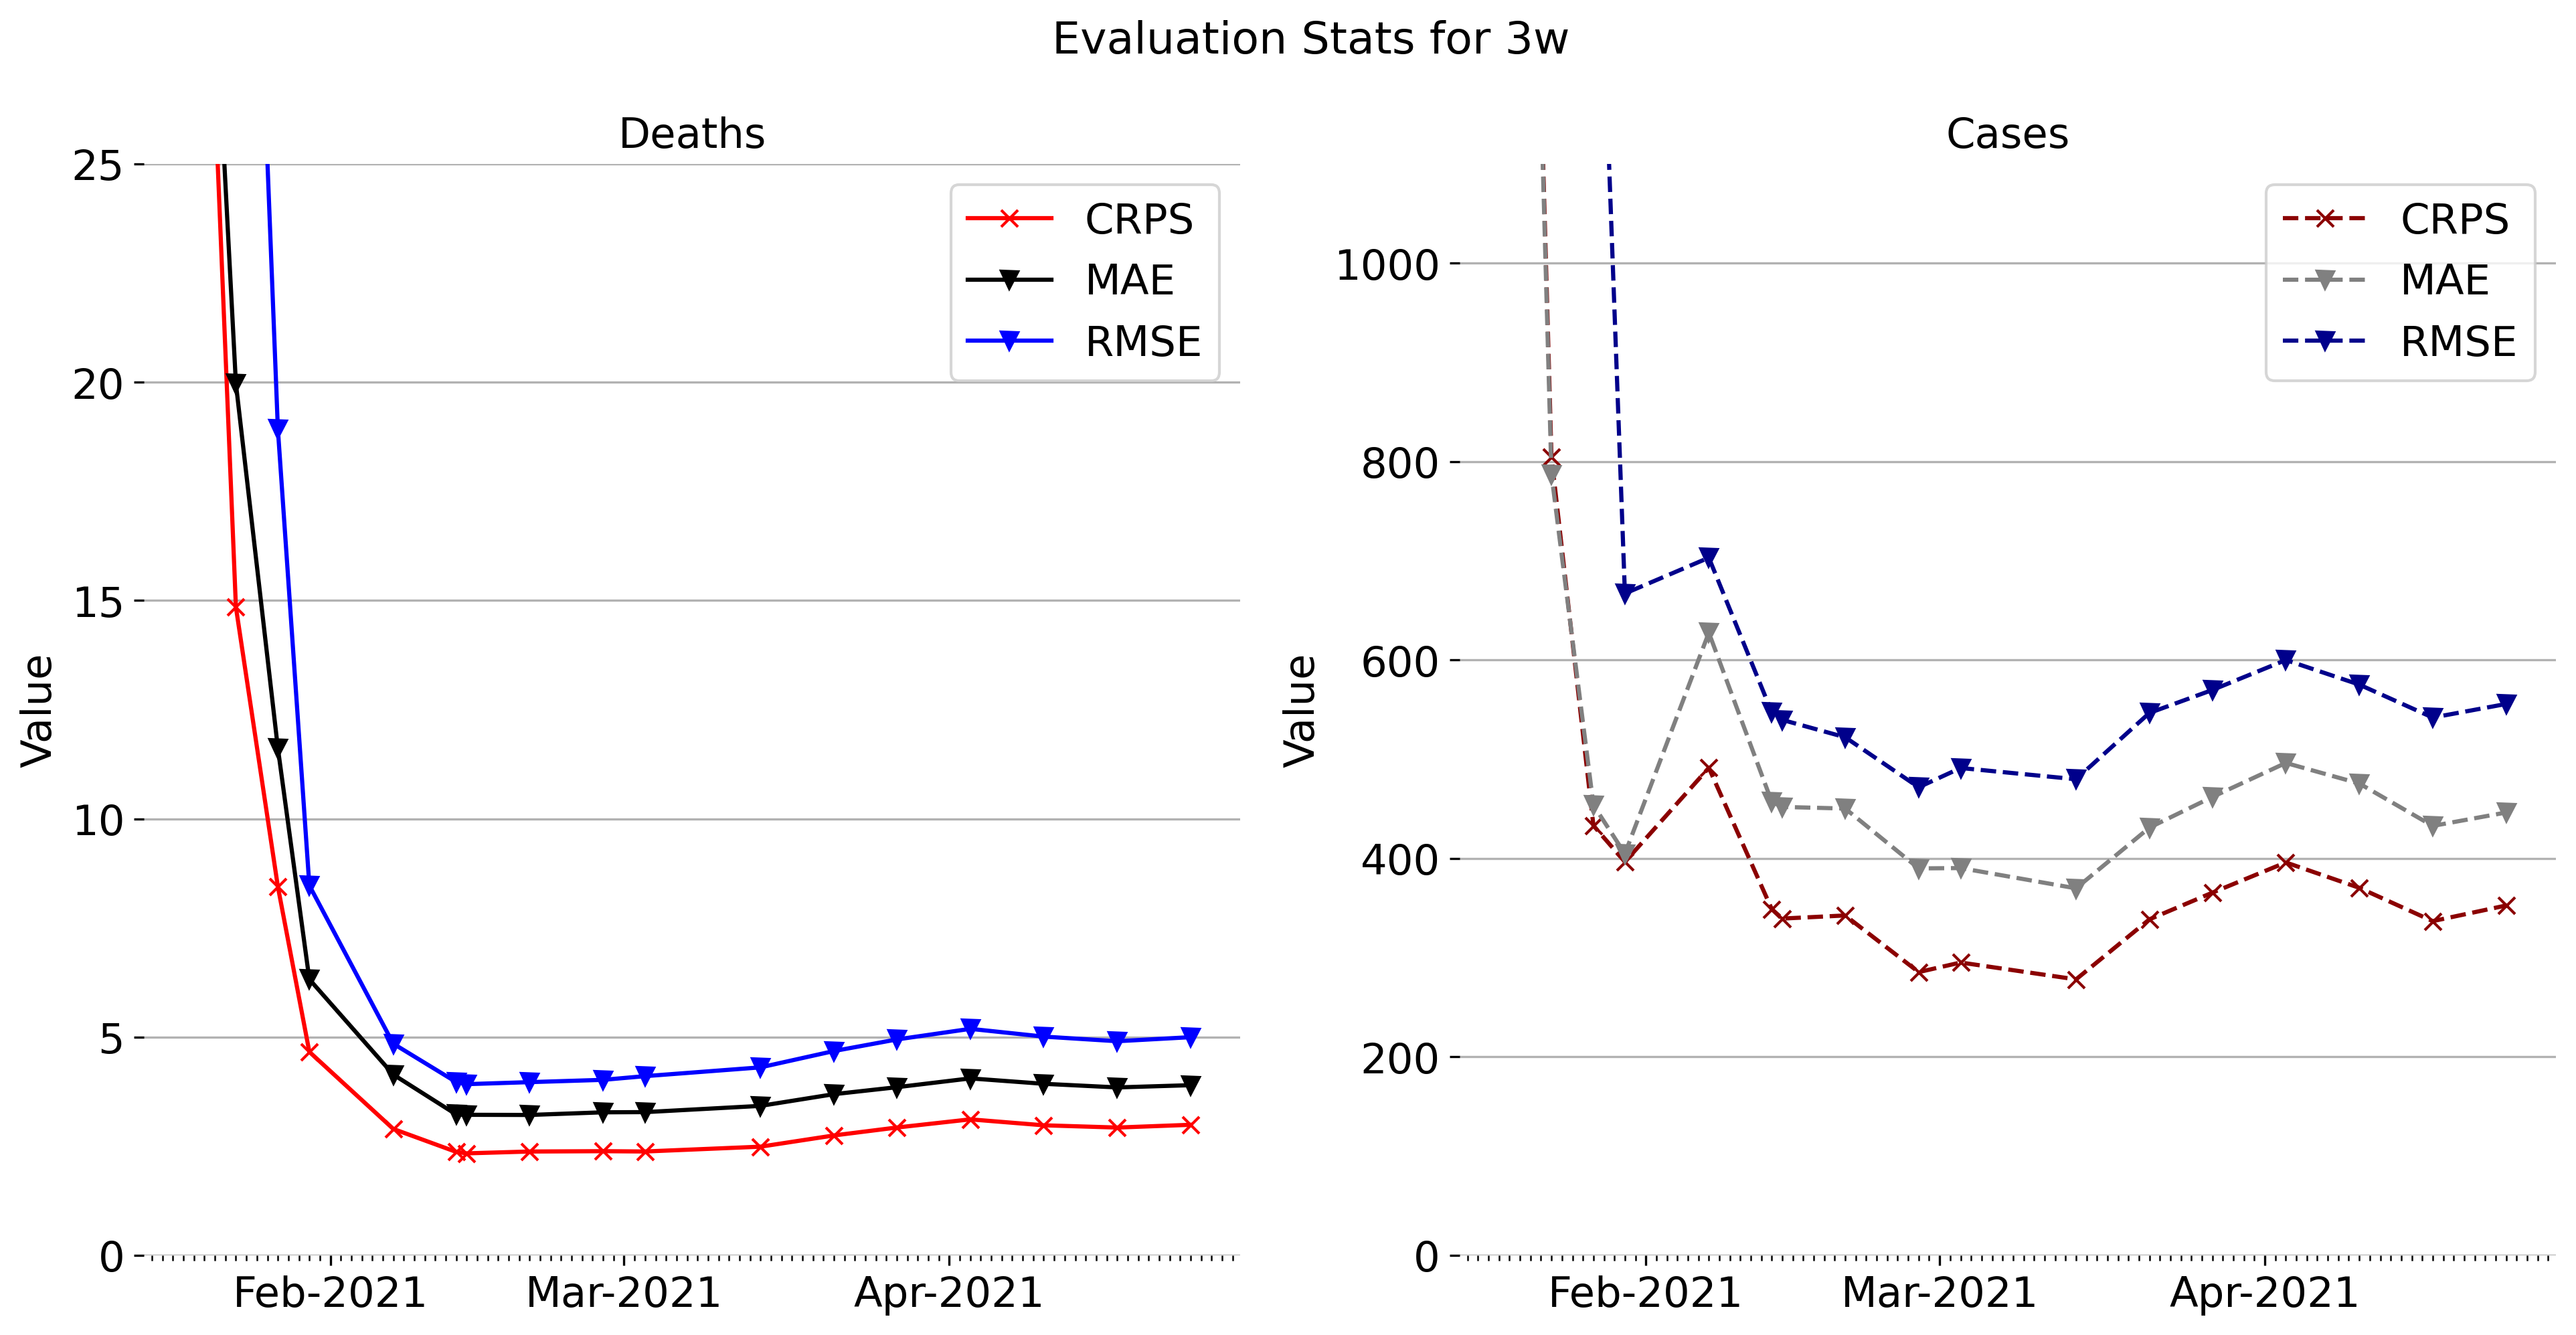 Evaluation Stats for 3w
Deaths
25
20
15
10
5
0
Value
CRPS
MAE
RMSE
Feb-2021
Mar-2021
Apr-2021
Cases
1000
800
600
400
200
0
Value
CRPS
MAE
RMSE
Feb-2021
Mar-2021
Apr-2021